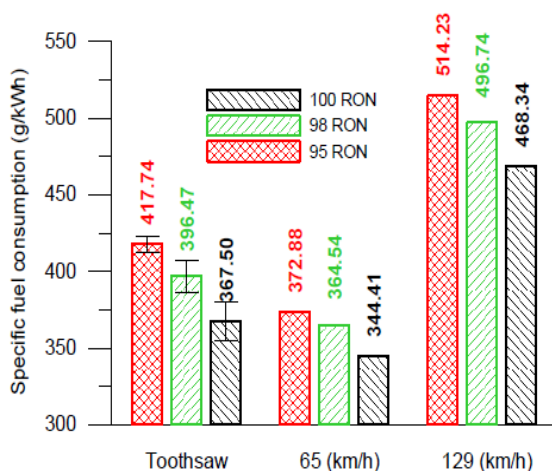 Specific fuel consumption (g/kWh)
550
500
450
400
350
300
100 RON
98 RON
95 RON
417.74
396.47
367.50
372.88
364.54
344.41
514.23
496.74
468.34
Toothsaw
65 (km/h)
129 (km/h)